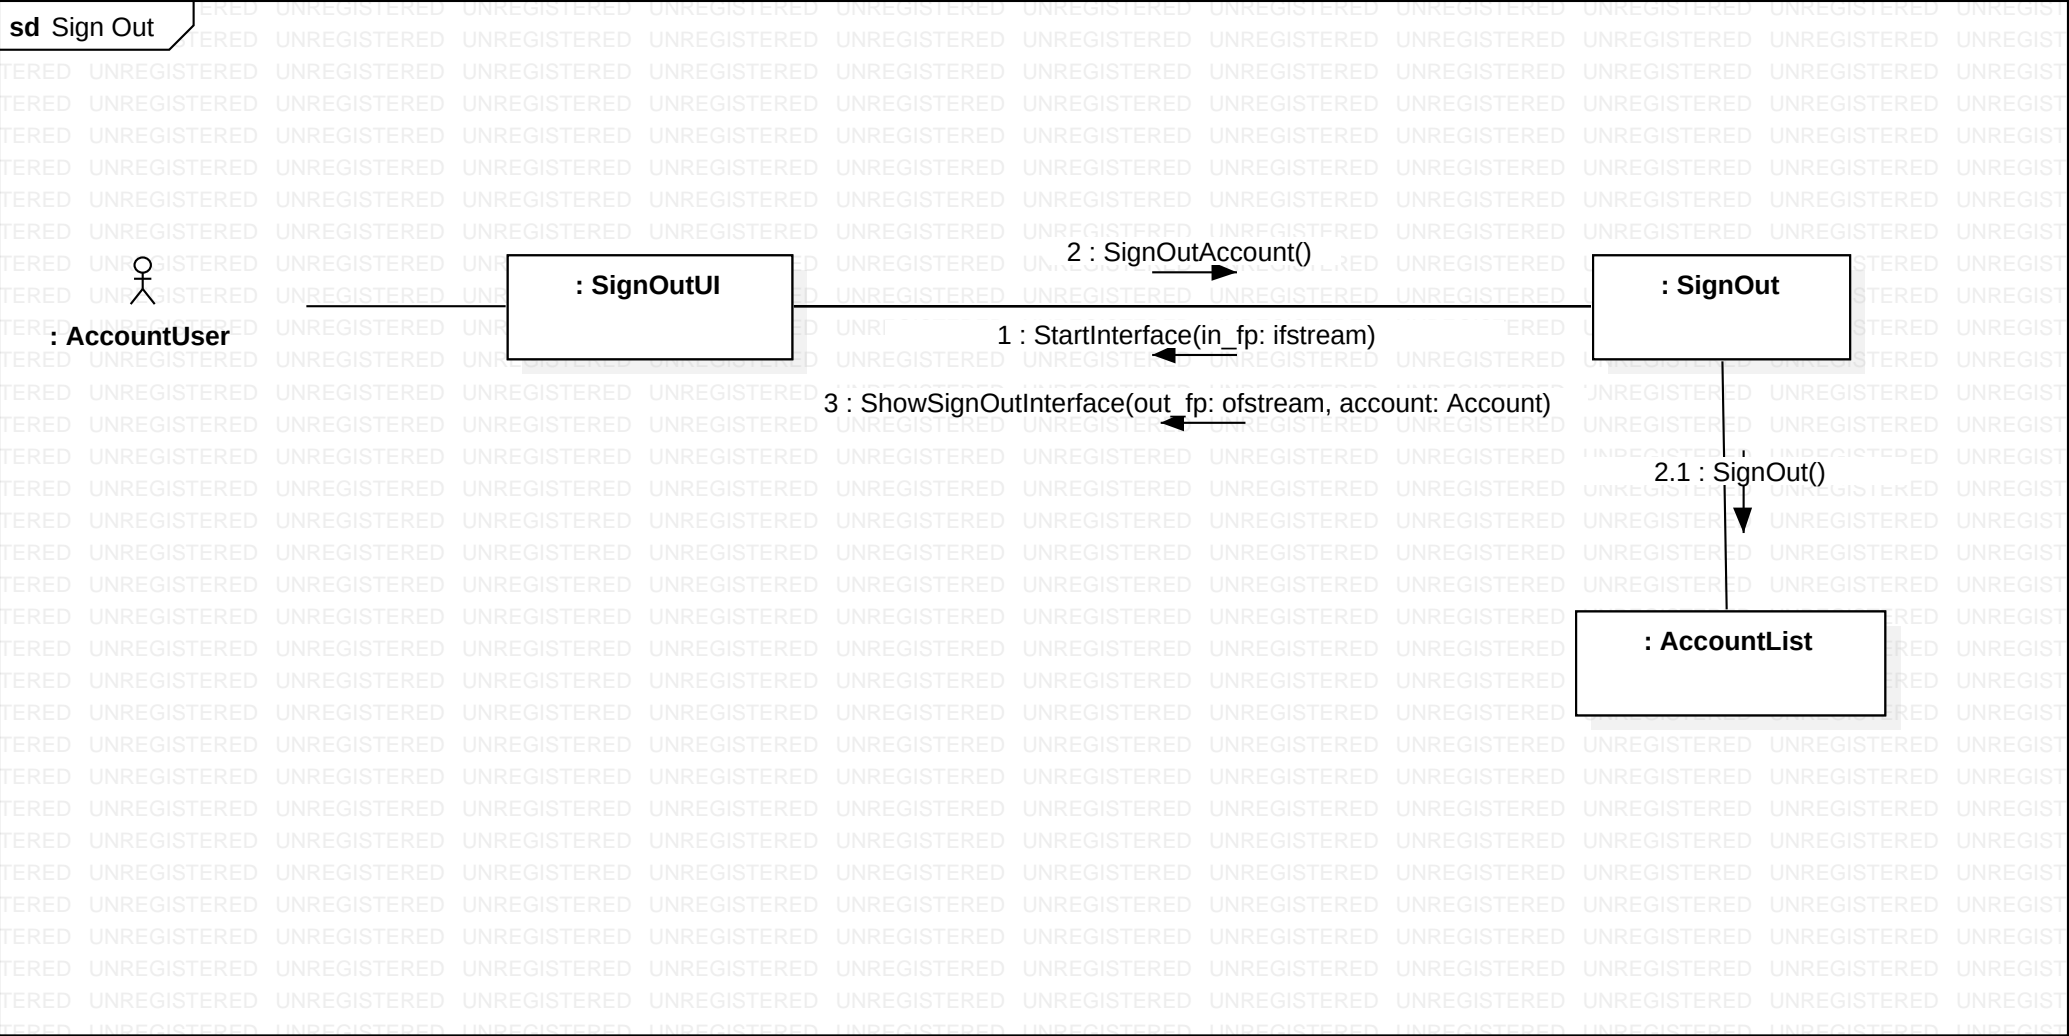 sd Sign Out
2 : SignOutAccount()
: SignOutUI
: SignOut
: AccountUser
1 : StartInterface(in_fp: ifstream)
3 : ShowSignOutInterface(out_fp: ofstream, account: Account)
2.1 : SignOut()
: AccountList
UNREGISTERED